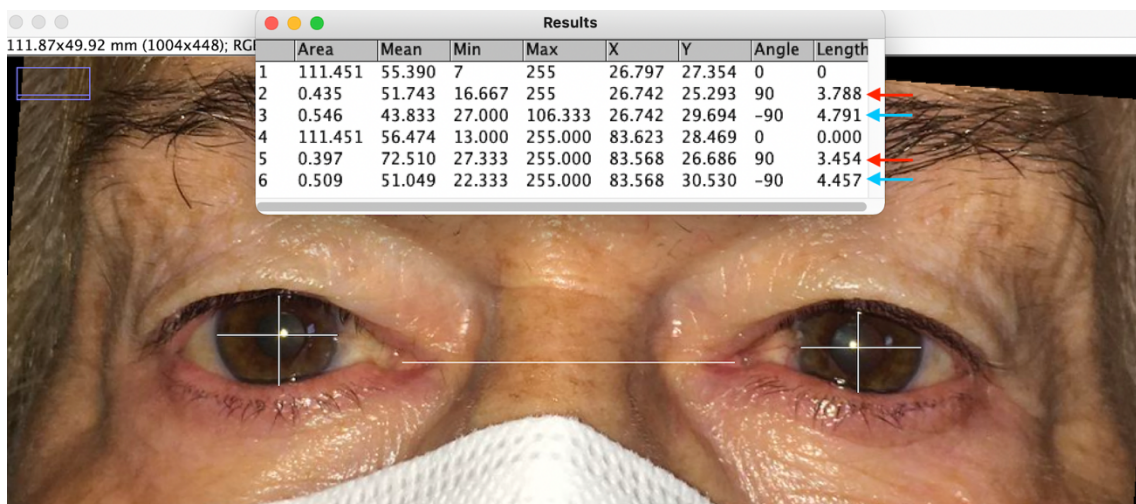 Results
111.87x49.92 mm (1004x448); RGB
Area Mean Min Max X Y Angle Length
1 111.451 55.390 7 255 26.797 27.354 0 0
2 0.435 51.743 16.667 255 26.742 25.293 90 3.788
3 0.546 43.833 27.000 106.333 26.742 29.694 -90 4.791
4 111.451 56.474 13.000 255.000 83.623 28.469 0 0.000
5 0.397 72.510 27.333 255.000 83.568 26.686 90 3.454
6 0.509 51.049 22.333 255.000 83.568 30.530 -90 4.457